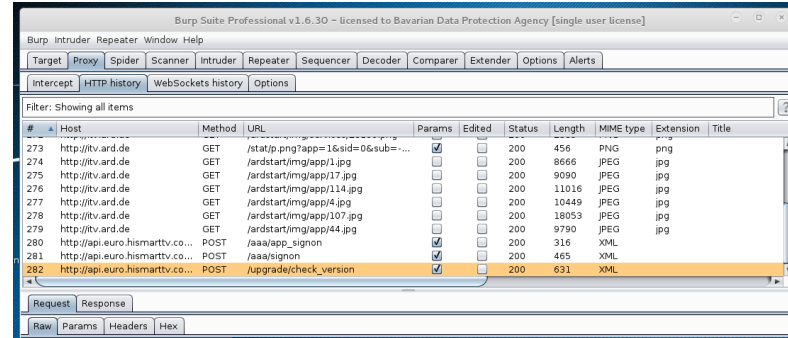 Burp Suite Professional v1.6.30 - licensed to Bavarian Data Protection Agency [single user license]
Burp Intruder Repeater Window Help
Target Proxy Spider Scanner Intruder Repeater Sequencer Decoder Comparer Extender Options Alerts
Intercept HTTP history WebSockets history Options
Filter: Showing all items ?
# Host Method URL Params Edited Status Length MIME type Extension Title
273 http://itv.ard.de GET /stat/p.png?app=1&sid=0&sub=-... 200 456 PNG png
274 http://itv.ard.de GET /ardstart/img/app/1.jpg 200 8666 JPEG jpg
275 http://itv.ard.de GET /ardstart/img/app/17.jpg 200 9090 JPEG jpg
276 http://itv.ard.de GET /ardstart/img/app/114.jpg 200 11016 JPEG jpg
277 http://itv.ard.de GET /ardstart/img/app/4.jpg 200 10449 JPEG jpg
278 http://itv.ard.de GET /ardstart/img/app/107.jpg 200 18053 JPEG jpg
279 http://itv.ard.de GET /ardstart/img/app/44.jpg 200 9790 JPEG jpg
280 http://api.euro.hismarttv.co... POST /aaa/app_signon 200 316 XML
281 http://api.euro.hismarttv.co... POST /aaa/signon 200 465 XML
282 http://api.euro.hismarttv.co... POST /upgrade/check_version 200 631 XML
Request Response
Raw Params Headers Hex